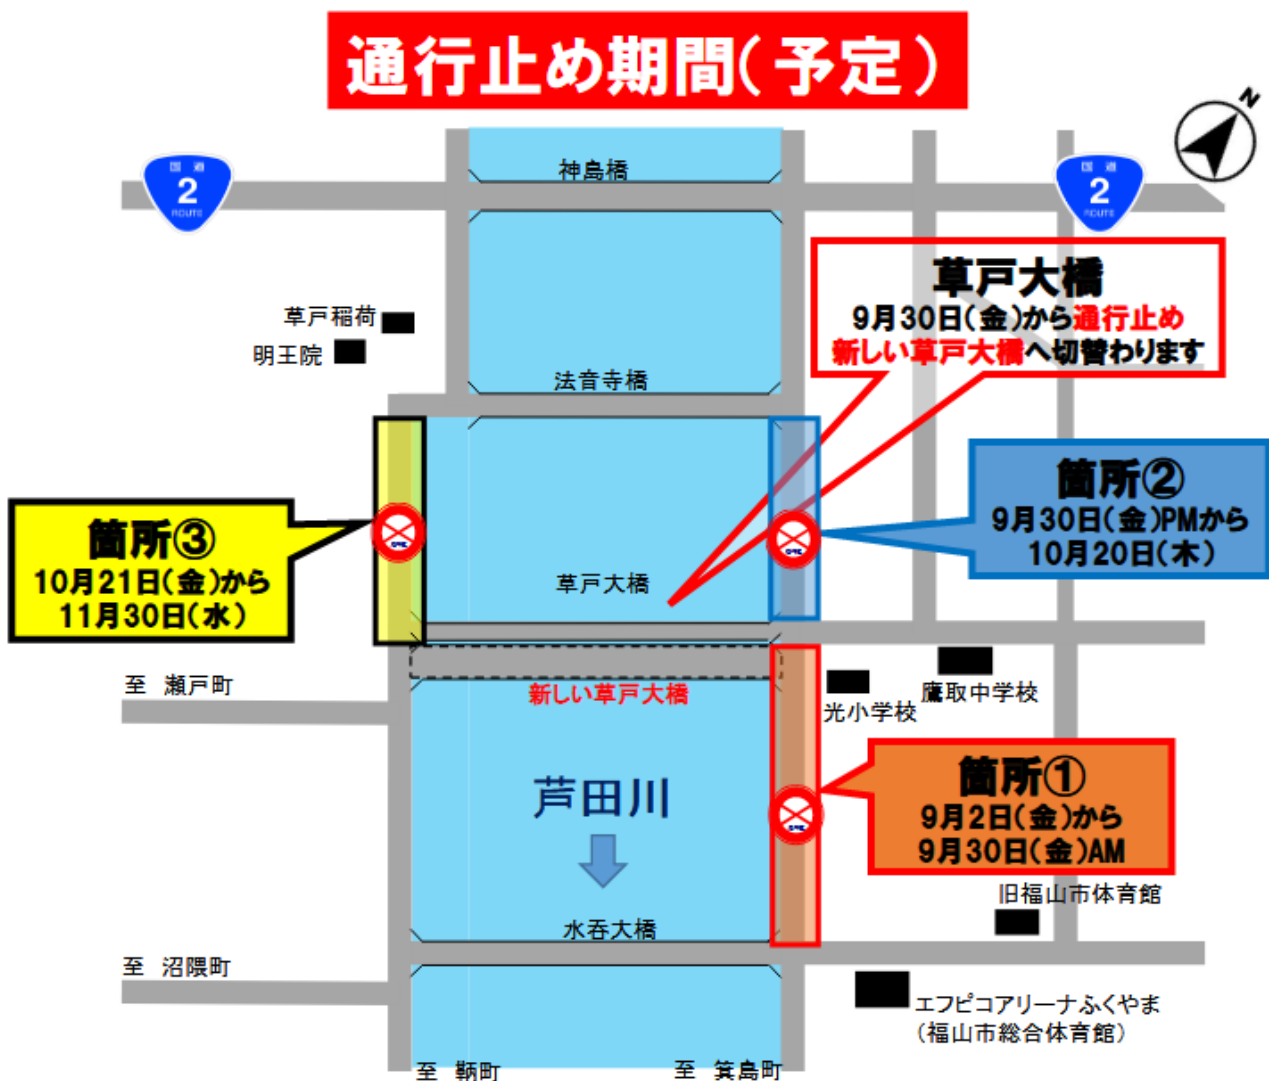 通行止め期間(予定)
N
国道
2
ROUTE
国道
2
ROUTE
神島橋
草戸大橋
9月30日(金)から通行止め
新しい草戸大橋へ切替わります
草戸稲荷
明王院
法音寺橋
箇所②
9月30日(金)PMから
10月20日(木)
箇所③
10月21日(金)から
11月30日(水)
草戸大橋
至 瀬戸町
新しい草戸大橋
光小学校
鷹取中学校
箇所①
9月2日(金)から
9月30日(金)AM
芦田川
旧福山市体育館
水呑大橋
至 沼隈町
エフピコアリーナふくやま
(福山市総合体育館)
至 鞆町
至 箕島町